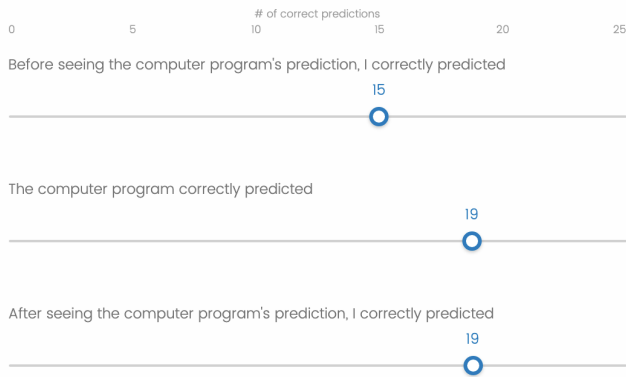 # of correct predictions
0 5 10 15 20 25
Before seeing the computer program's prediction, I correctly predicted
15
The computer program correctly predicted
19
After seeing the computer program's prediction, I correctly predicted
19